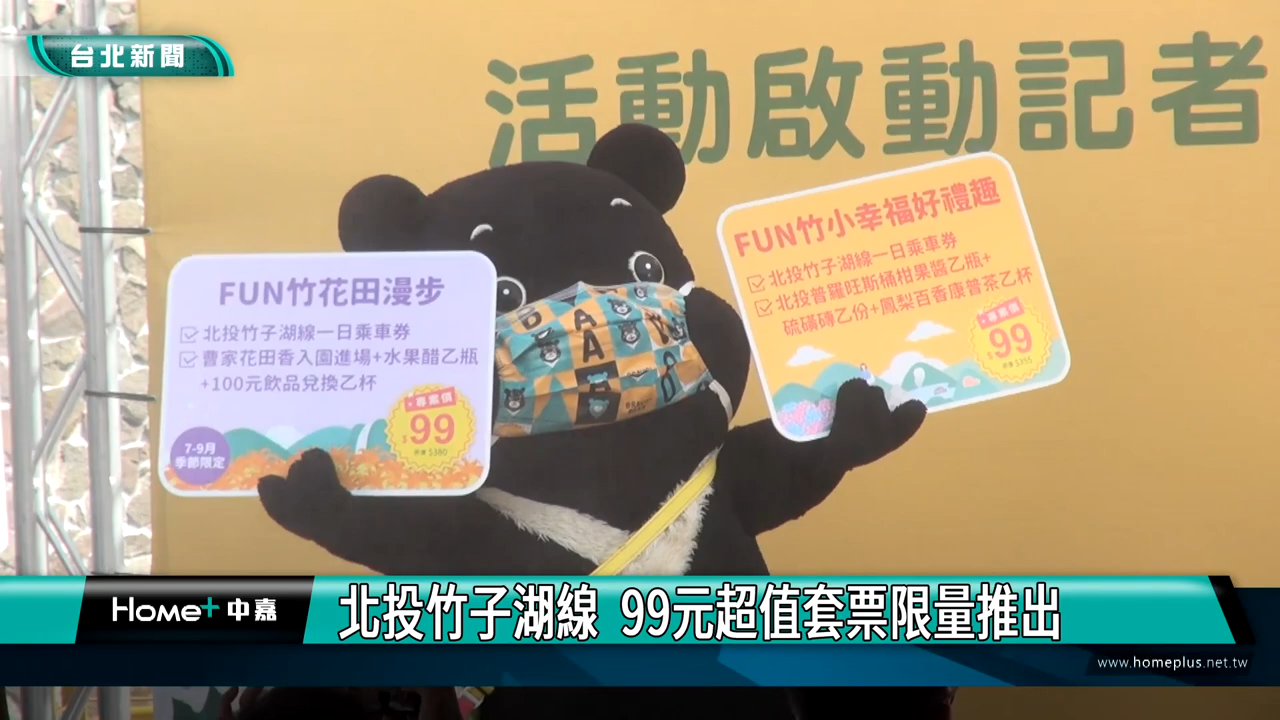 台北新聞
活動啟動記者
FUN竹花田漫步
北投竹子湖線一日乘車券
曹家花田香入園進場+水果醋乙瓶
+100元飲品兌換乙杯
專案價
$99
原價 $380
7-9月
季節限定
FUN竹小幸福好禮趣
北投竹子湖線一日乘車券
北投普羅旺斯桶柑果醬乙瓶+
硫磺磚乙份+鳳梨百香康普茶乙杯
專案價
$99
原價 $355
Home+ 中嘉
北投竹子湖線 99元超值套票限量推出
www.homeplus.net.tw